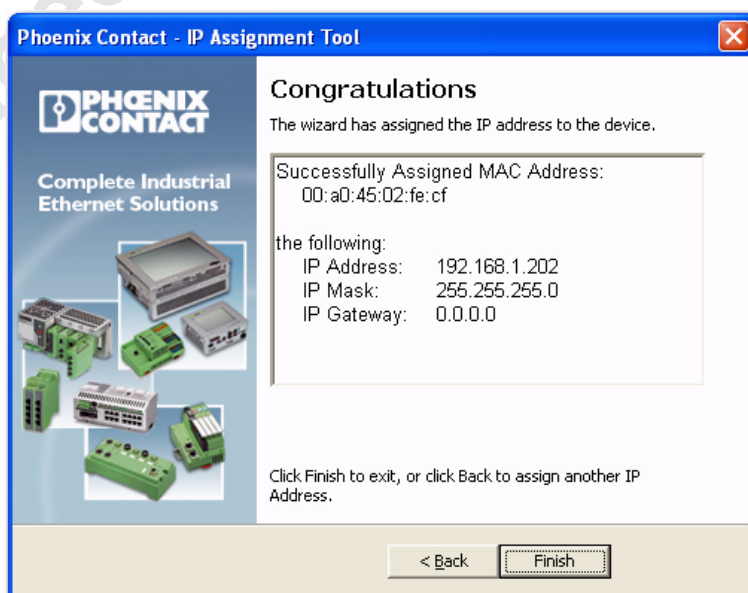 Phoenix Contact - IP Assignment Tool
PHŒNIX
CONTACT
Complete Industrial
Ethernet Solutions
Congratulations
The wizard has assigned the IP address to the device.
Successfully Assigned MAC Address:
00:a0:45:02:fe:cf
the following:
IP Address: 192.168.1.202
IP Mask: 255.255.255.0
IP Gateway: 0.0.0.0
Click Finish to exit, or click Back to assign another IP
Address.
< Back
Finish